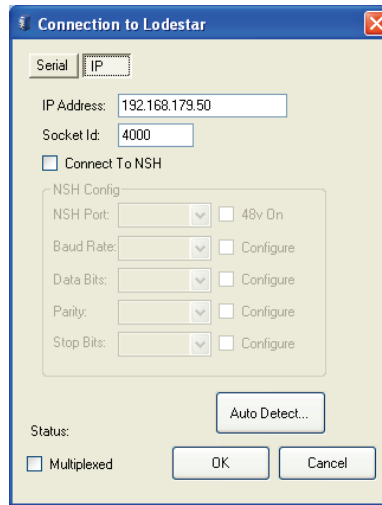 Connection to Lodestar
Serial IP
IP Address: 192.168.179.50
Socket Id: 4000
Connect To NSH
NSH Config
NSH Port: 48v On
Baud Rate: Configure
Data Bits: Configure
Parity: Configure
Stop Bits: Configure
Auto Detect...
Status:
Multiplexed OK Cancel